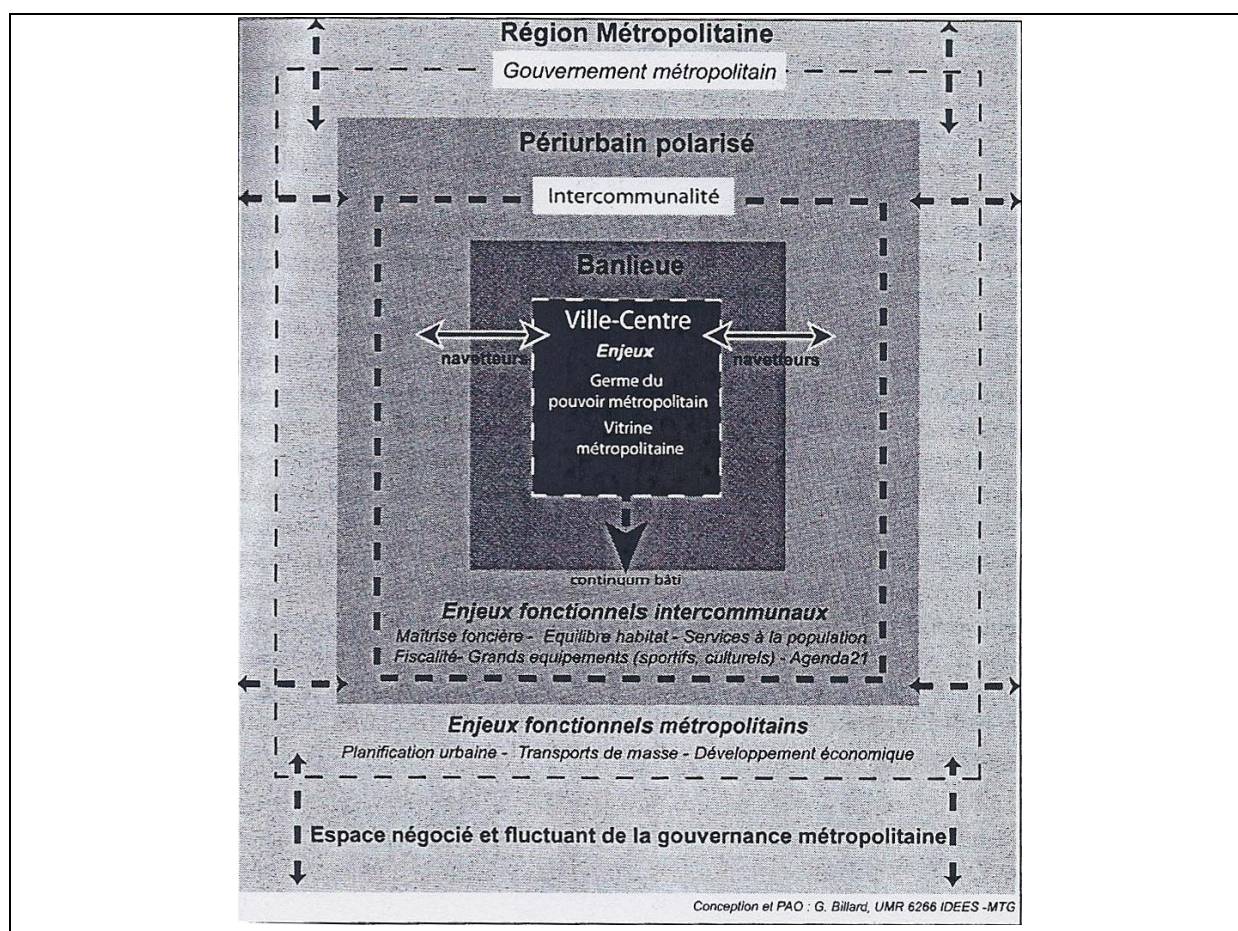 Région Métropolitaine
Gouvernement métropolitain
Périurbain polarisé
Intercommunalité
Banlieue
Ville-Centre
Enjeux
navetteurs
navetteurs
Germe du
pouvoir métropolitain
Vitrine
métropolitaine
continuum bâti
Enjeux fonctionnels intercommunaux
Maîtrise foncière - Equilibre habitat - Services à la population
Fiscalité- Grands equipements (sportifs, culturels) - Agenda21
Enjeux fonctionnels métropolitains
Planification urbaine - Transports de masse - Développement économique
Espace négocié et fluctuant de la gouvernance métropolitaine
Conception et PAO : G. Billard, UMR 6266 IDEES -MTG